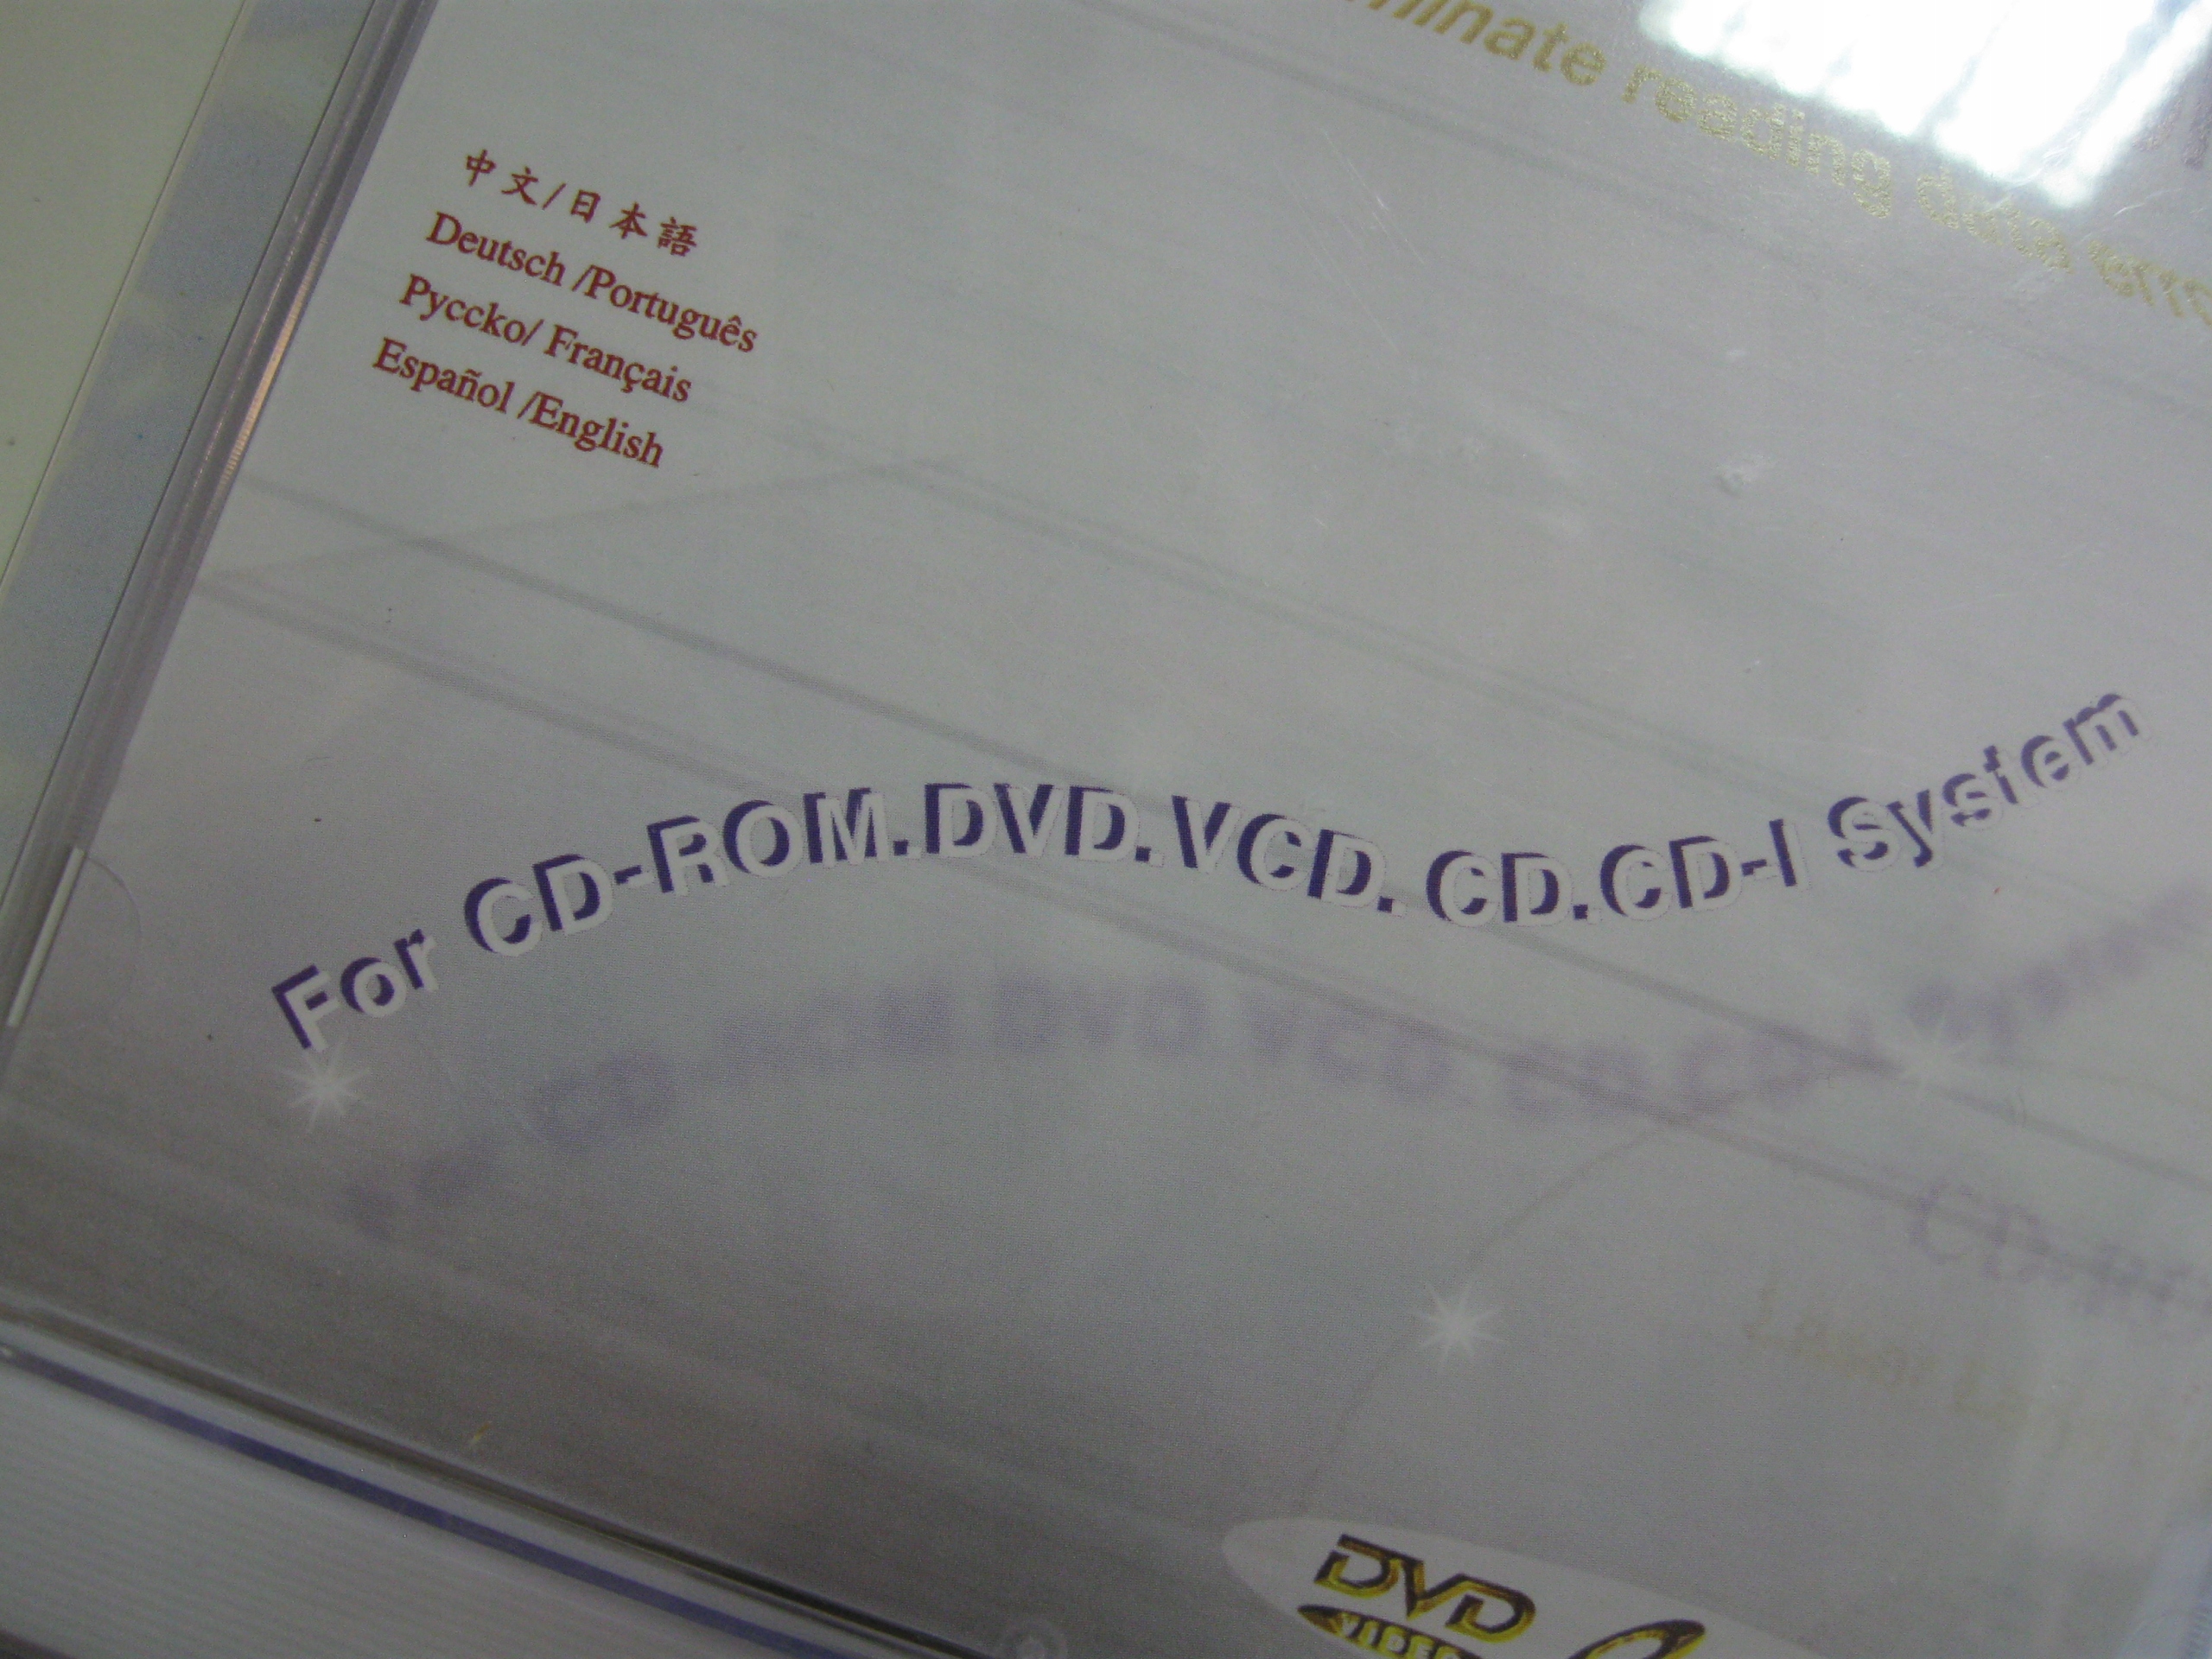 reading data
中文/日本語
Deutsch /Português
Pyccko/ Français
Español /English
For CD-ROM.DVD.VCD. CD.CD-I System
DVD
VIDEO